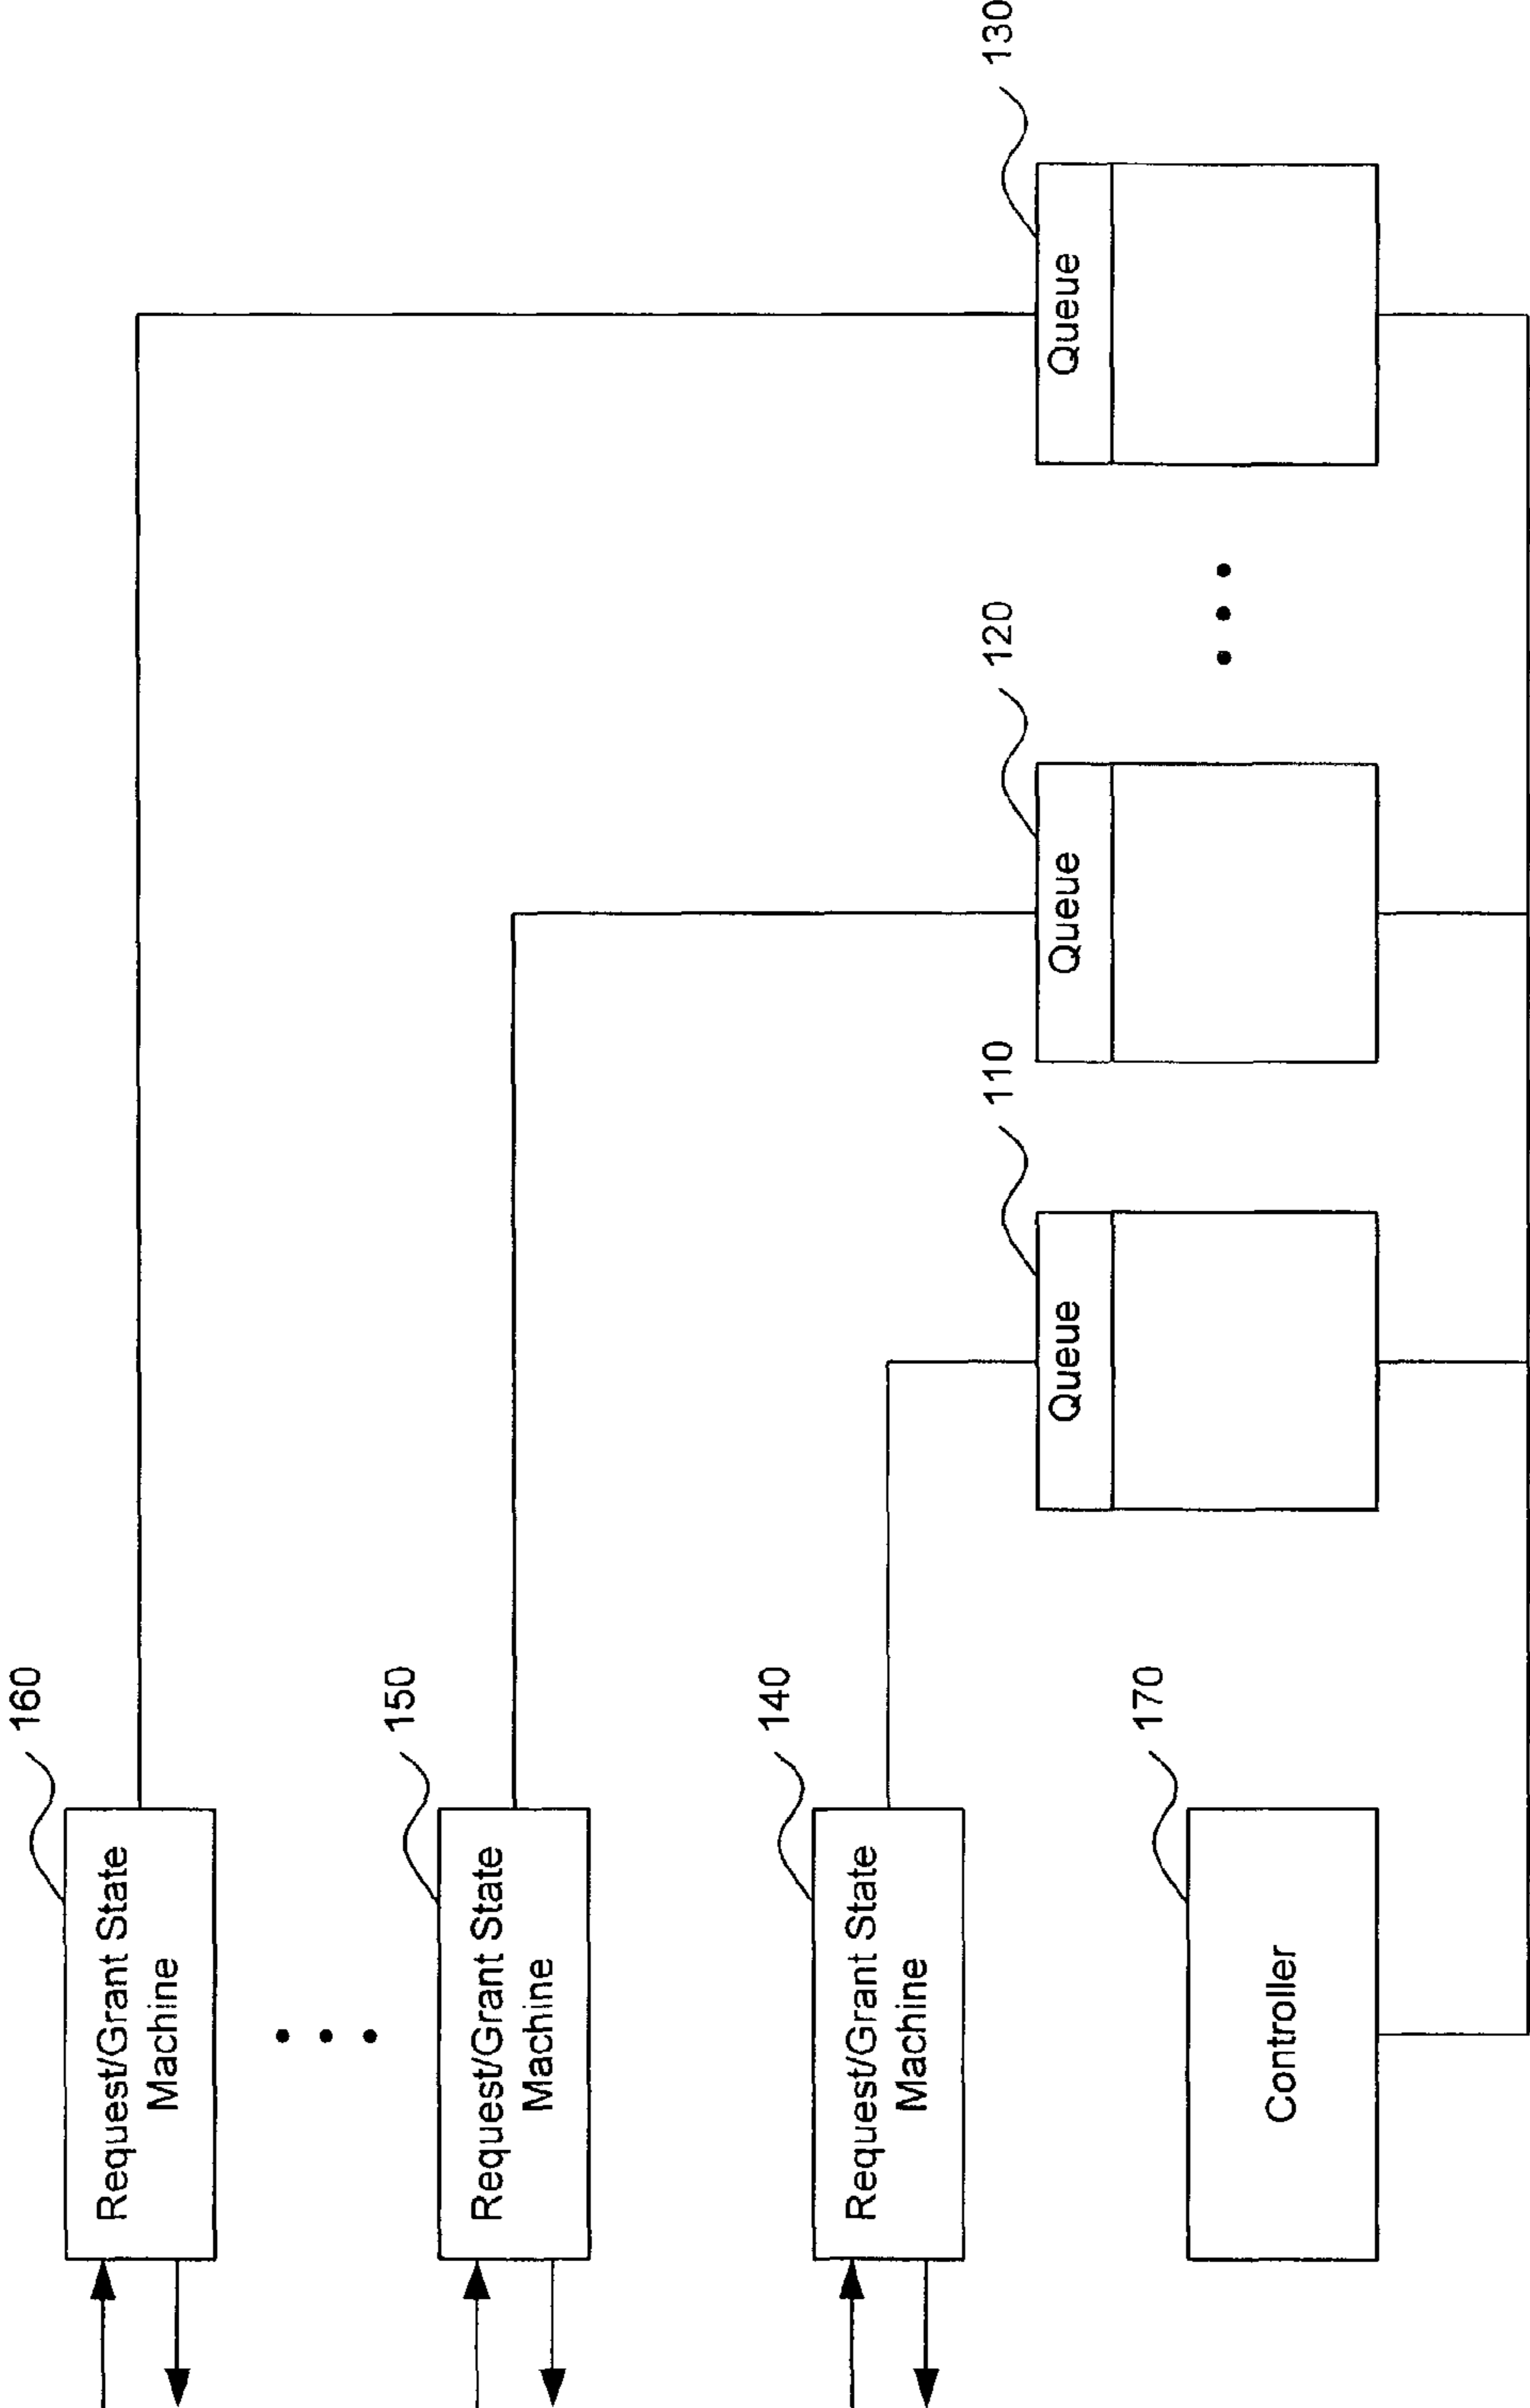 160
Request/Grant State
Machine
150
Request/Grant State
Machine
140
Request/Grant State
Machine
170
Controller
110
Queue
120
Queue
130
Queue